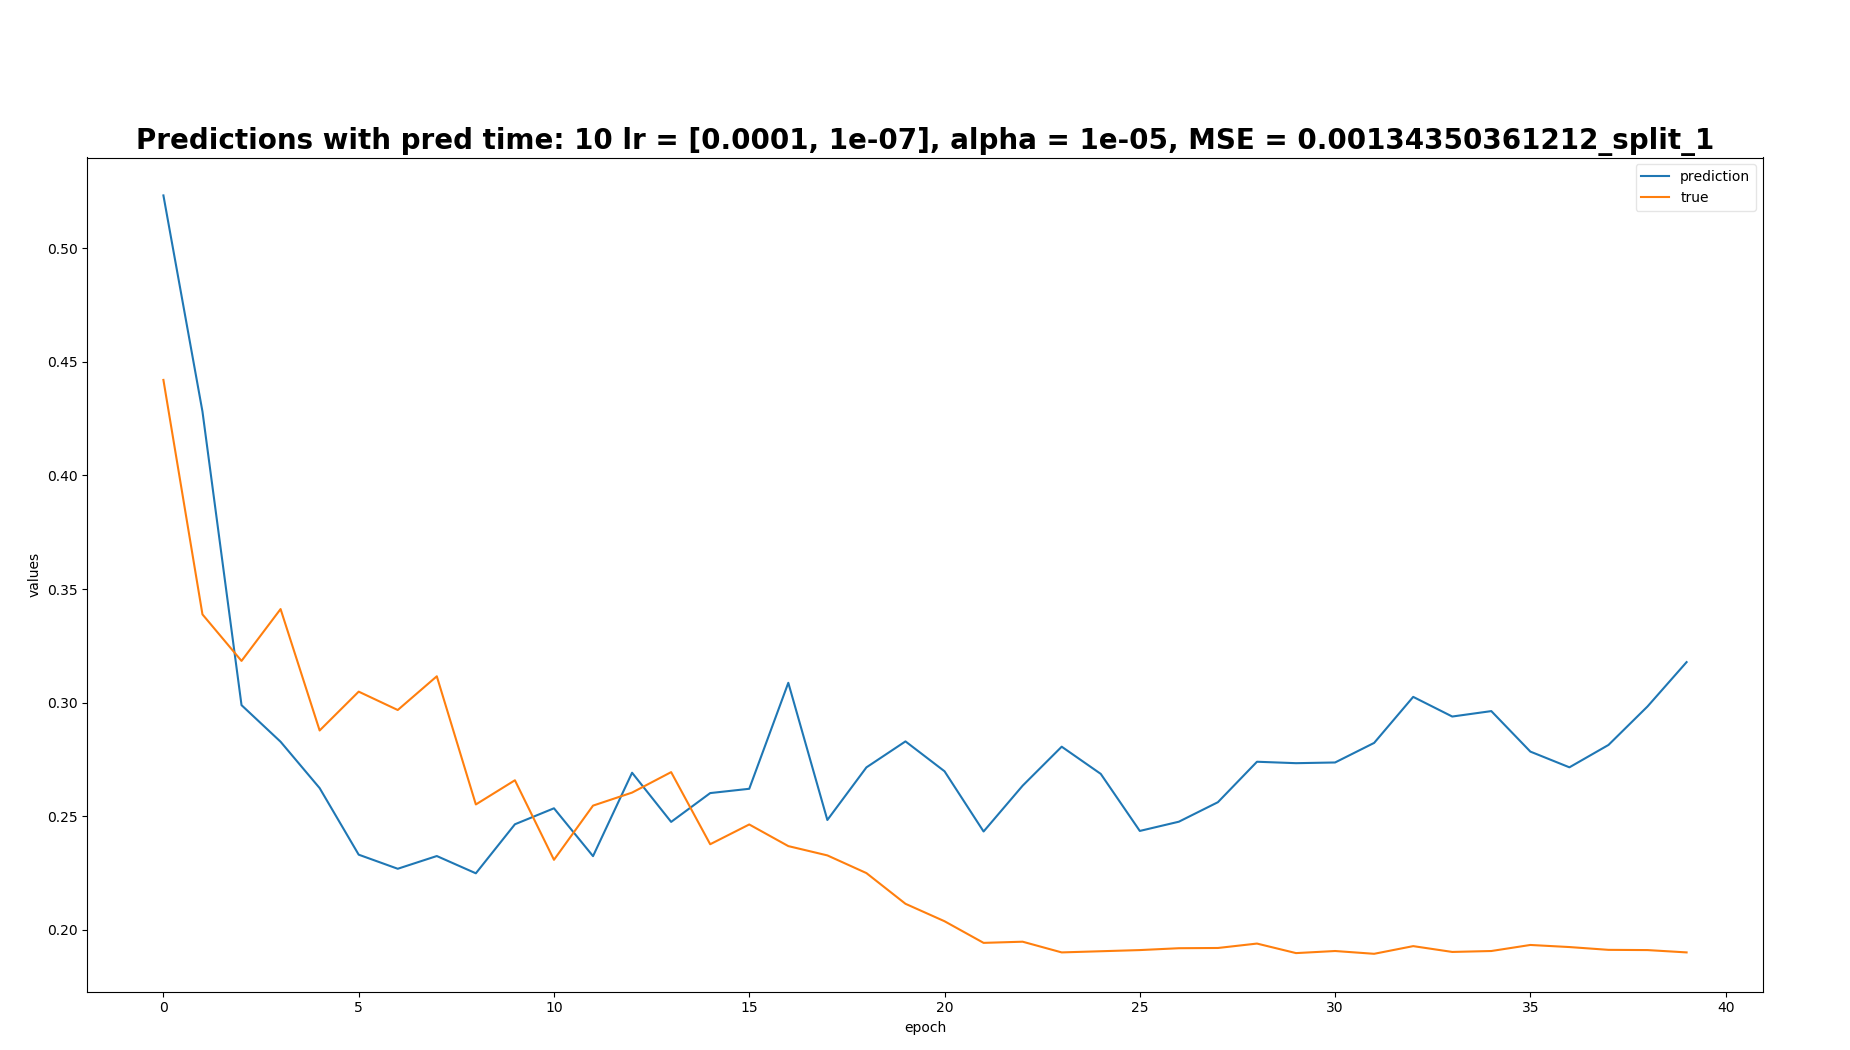 Predictions with pred time: 10 lr = [0.0001, 1e-07], alpha = 1e-05, MSE = 0.00134350361212_split_1
prediction
true
0.50
0.45
0.40
0.35
0.30
0.25
0.20
values
0 5 10 15 20 25 30 35 40
epoch